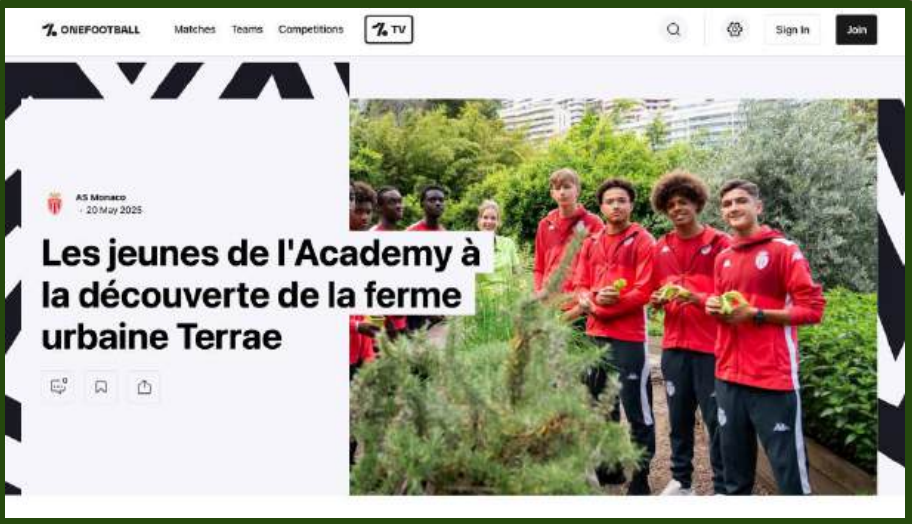 ONEFOOTBALL Matches Teams Competitions TV Sign In Join
AS Monaco
- 20 May 2025
Les jeunes de l'Academy à
la découverte de la ferme
urbaine Terrae
0